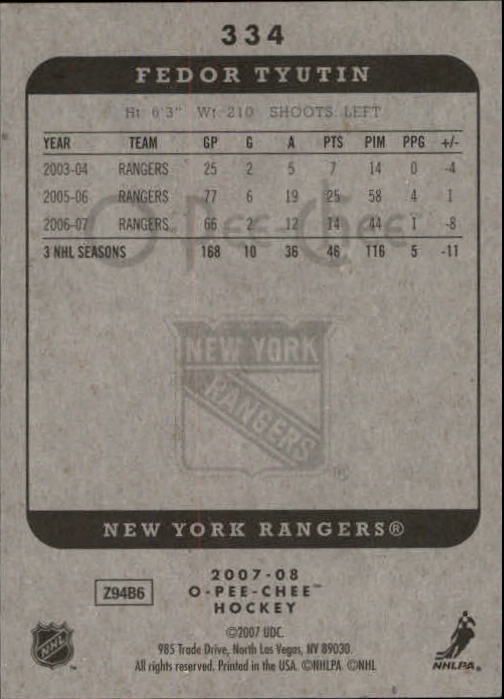 334
FEDOR TYUTIN
Ht 6'3" Wt 210 SHOOTS LEFT
YEAR TEAM GP G A PTS PIM PPG +/-
2003-04 RANGERS 25 2 5 7 14 0 -4
2005-06 RANGERS 77 6 19 25 58 4 1
2006-07 RANGERS 66 2 12 14 44 1 -8
O-PEE-CHEE™
3 NHL SEASONS 168 10 36 46 116 5 -11
NEW YORK
RANGERS
®
NEW YORK RANGERS®
2007-08
Z94B6 O-PEE-CHEE™
HOCKEY
©2007 UDC.
985 Trade Drive, North Las Vegas, NV 89030.
All rights reserved. Printed in the USA. ©NHLPA ©NHL
NHL ™
NHLPA®